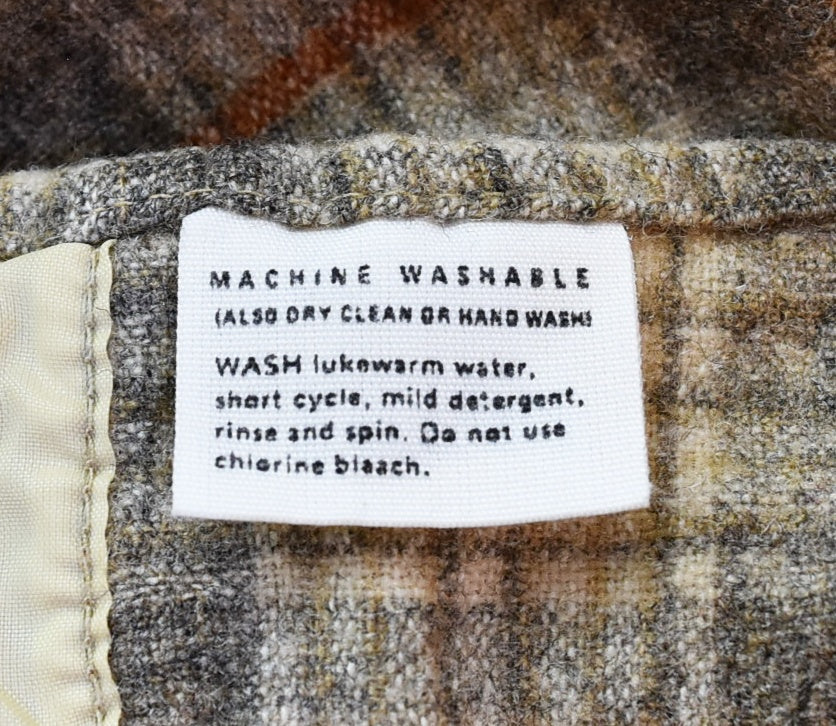 MACHINE WASHABLE
(ALSO DRY CLEAN OR HAND WASH)
WASH lukewarm water,
short cycle, mild detergent,
rinse and spin. Do not use
chlorine bleach.